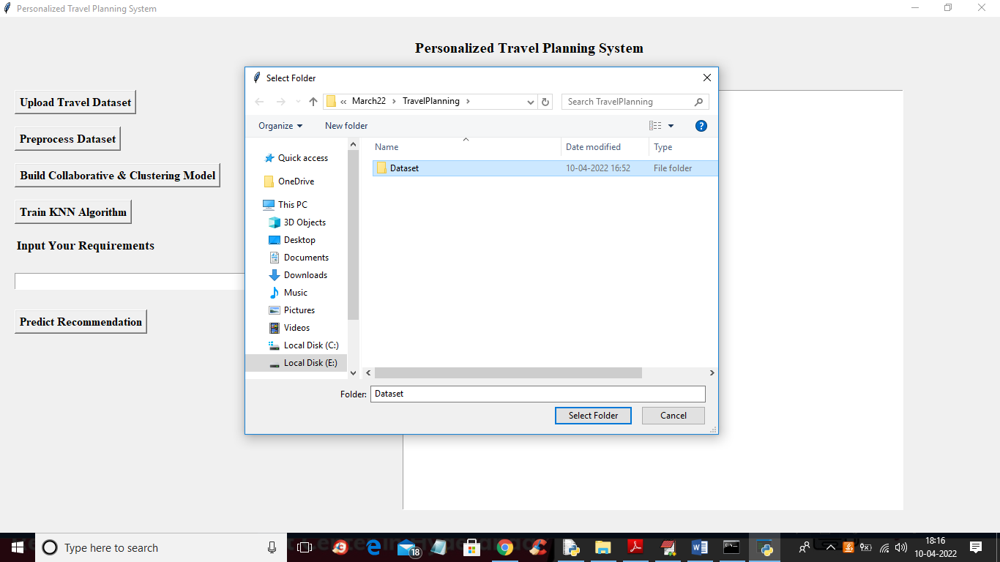 Personalized Travel Planning System
Personalized Travel Planning System
Upload Travel Dataset
Preprocess Dataset
Build Collaborative & Clustering Model
Train KNN Algorithm
Input Your Requirements
Predict Recommendation
Select Folder
« March22 › TravelPlanning ›
Search TravelPlanning
Organize
New folder
Name
Date modified
Type
Quick access
OneDrive
This PC
3D Objects
Desktop
Documents
Downloads
Music
Pictures
Videos
Local Disk (C:)
Local Disk (E:)
Dataset
10-04-2022 16:52
File folder
Folder:
Dataset
Select Folder
Cancel
Type here to search
18
18:16
10-04-2022